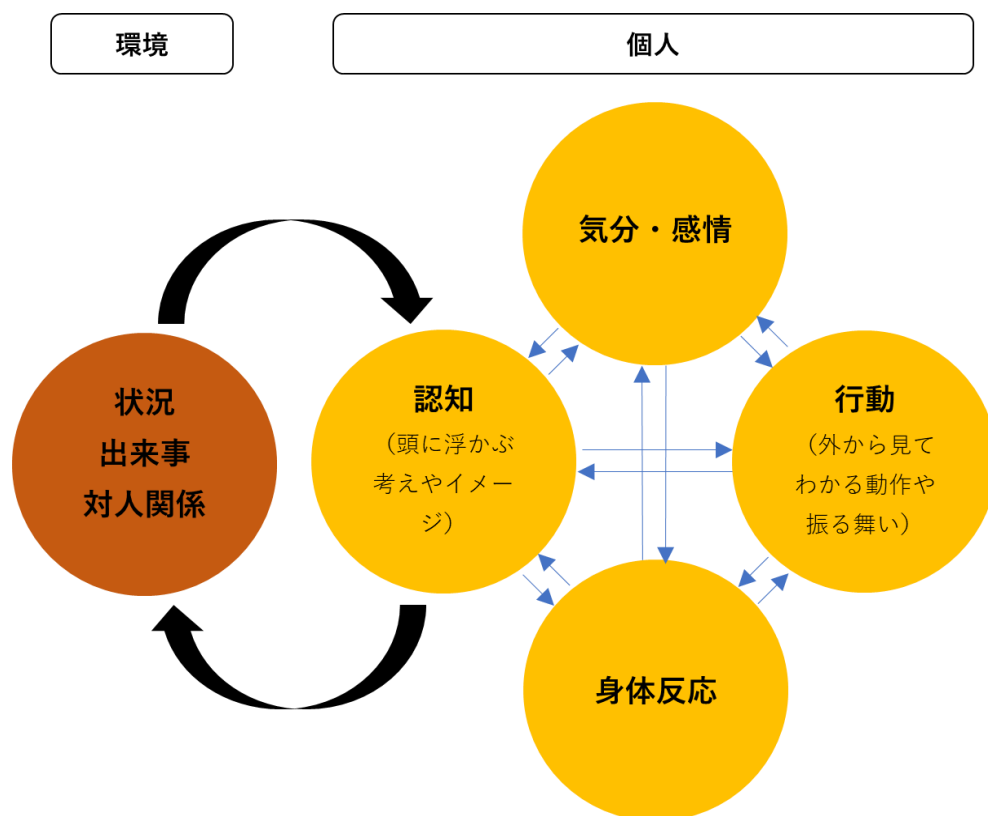 環境
個人
気分・感情
状況
出来事
対人関係
認知
（頭に浮かぶ
考えやイメー
ジ）
行動
（外から見て
わかる動作や
振る舞い）
身体反応